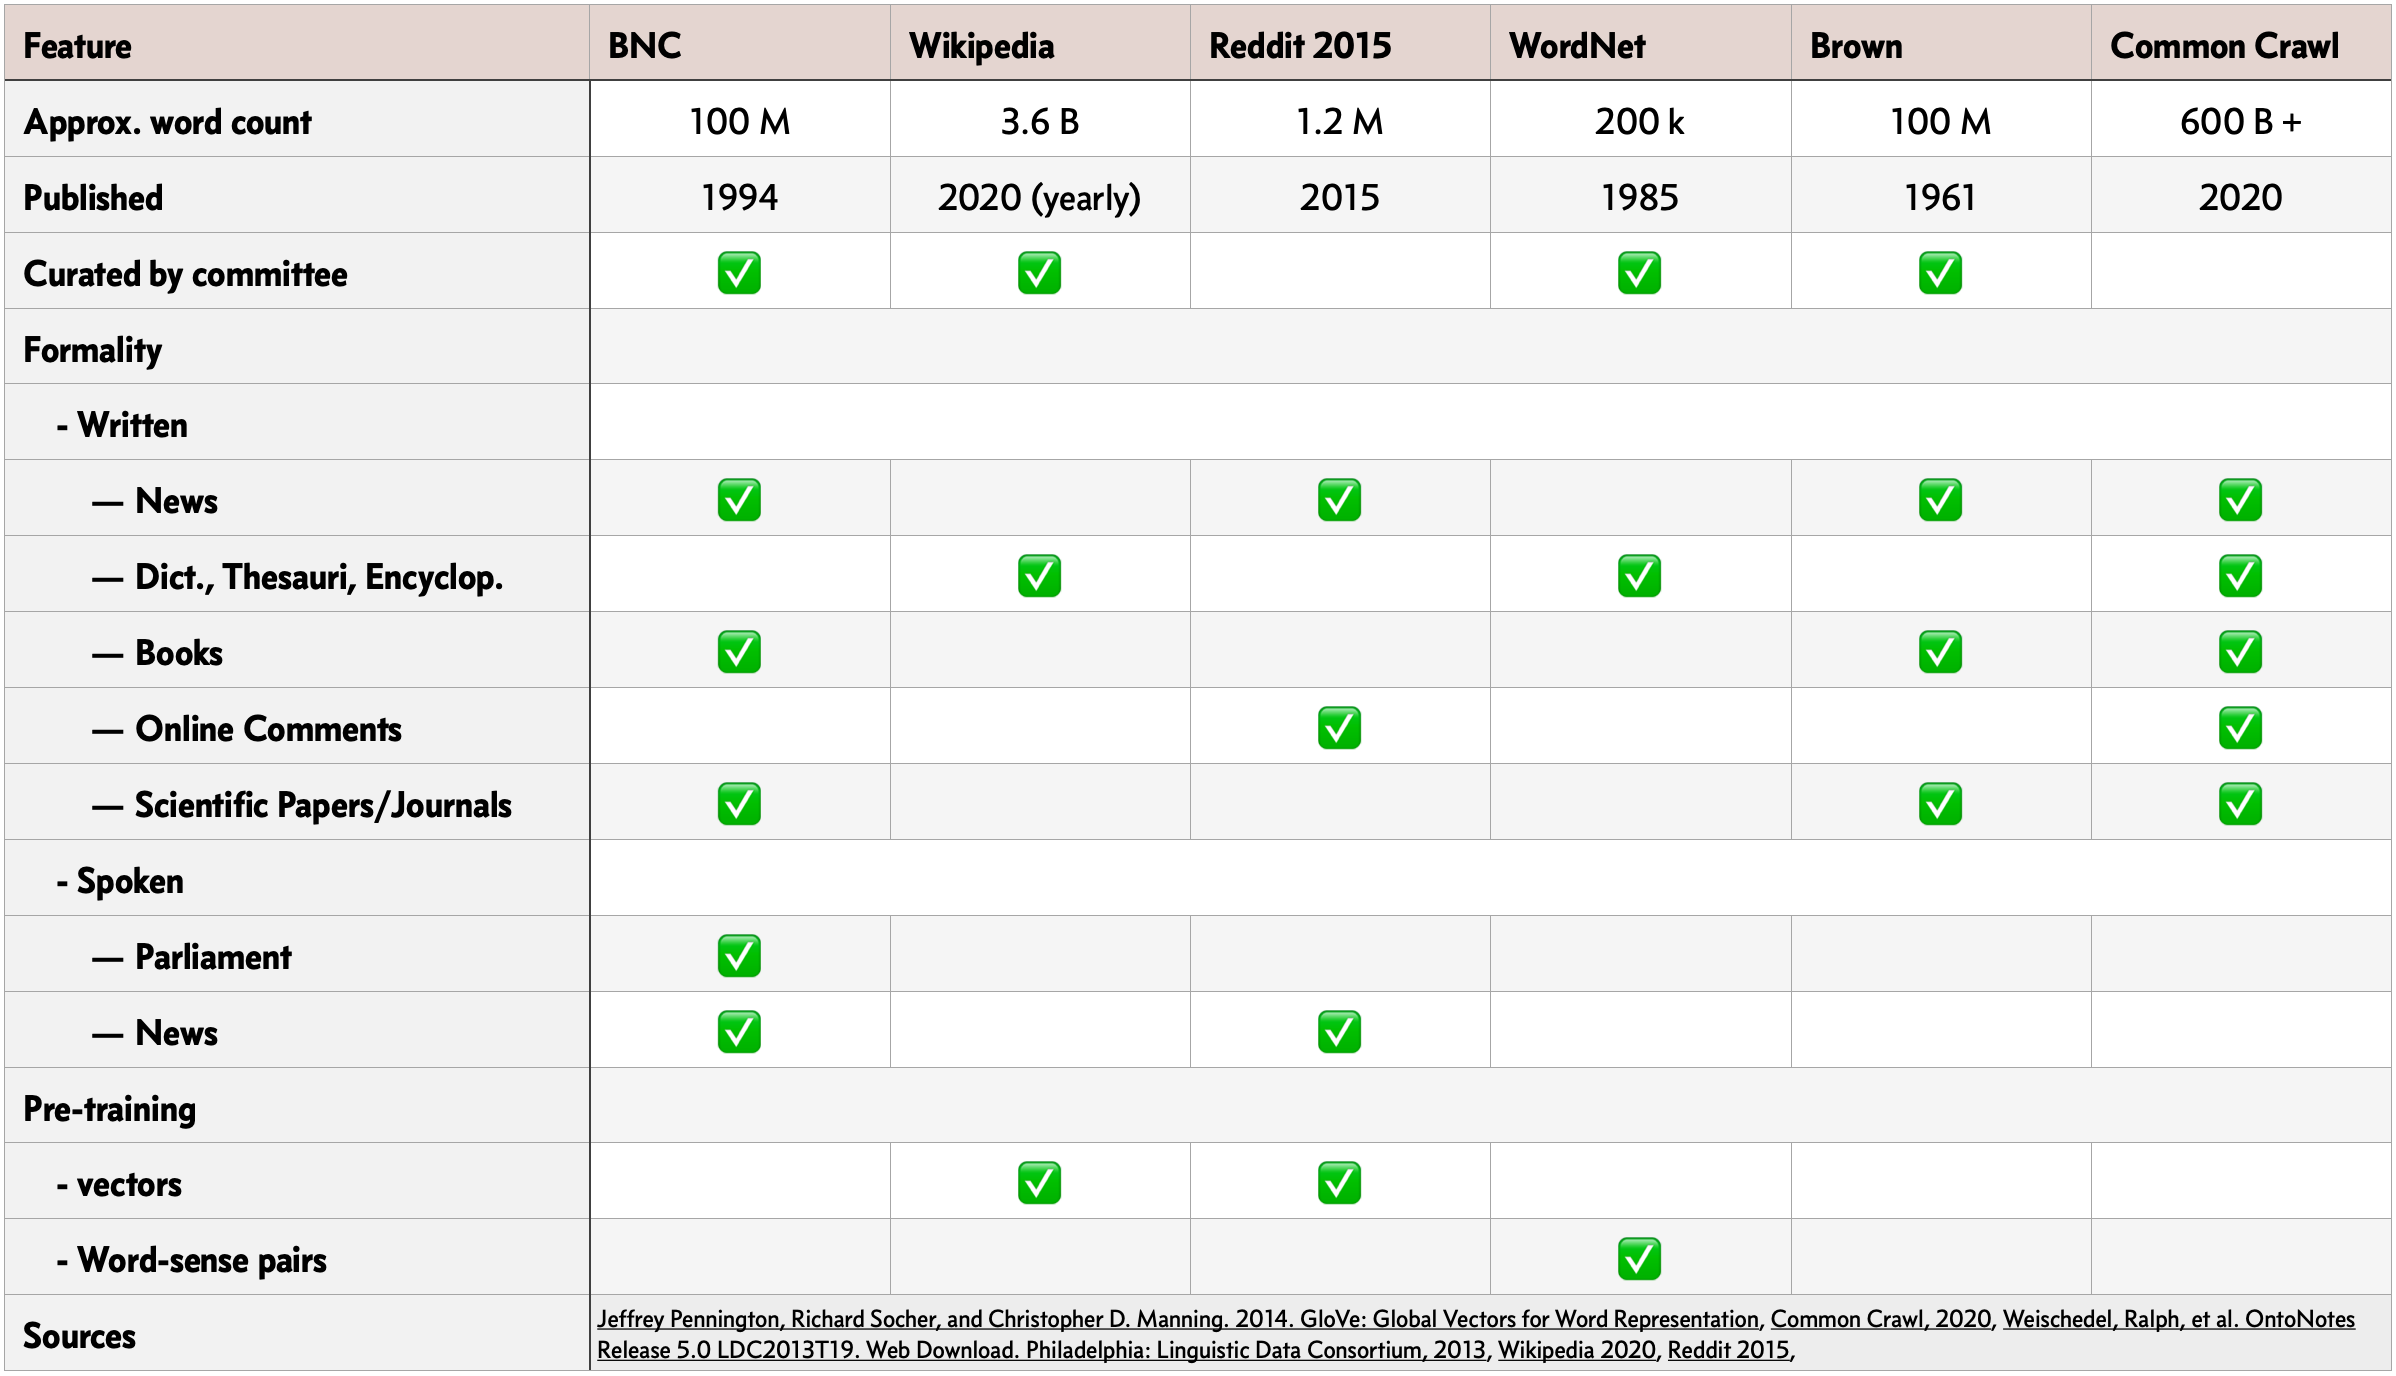 Feature BNC Wikipedia Reddit 2015 WordNet Brown Common Crawl
Approx. word count 100 M 3.6 B 1.2 M 200 k 100 M 600 B +
Published 1994 2020 (yearly) 2015 1985 1961 2020
Curated by committee ✅ ✅ ✅ ✅
Formality
- Written
— News ✅ ✅ ✅ ✅
— Dict., Thesauri, Encyclop. ✅ ✅ ✅
— Books ✅ ✅ ✅
— Online Comments ✅ ✅
— Scientific Papers/Journals ✅ ✅ ✅
- Spoken
— Parliament ✅
— News ✅ ✅
Pre-training
- vectors ✅ ✅
- Word-sense pairs ✅
Sources Jeffrey Pennington, Richard Socher, and Christopher D. Manning. 2014. GloVe: Global Vectors for Word Representation, Common Crawl, 2020, Weischedel, Ralph, et al. OntoNotes
Release 5.0 LDC2013T19. Web Download. Philadelphia: Linguistic Data Consortium, 2013, Wikipedia 2020, Reddit 2015,